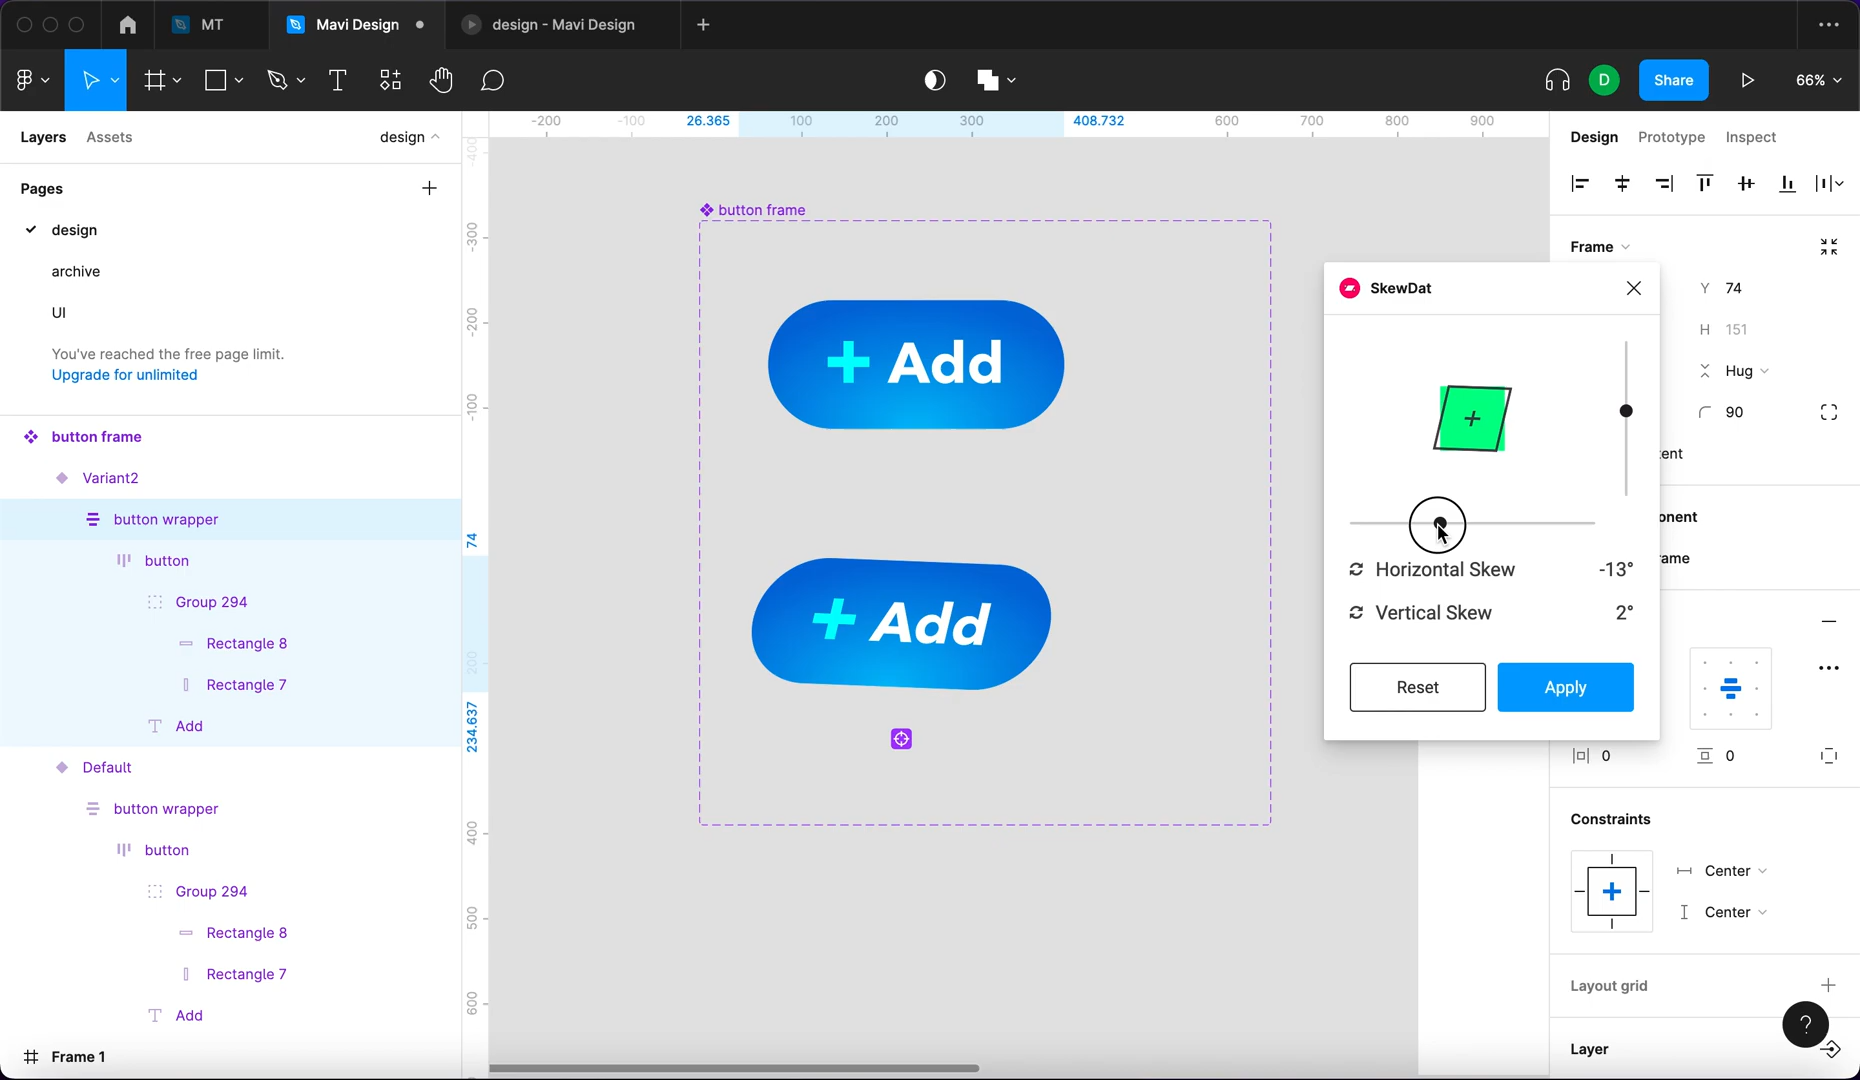 MT
Mavi Design
design - Mavi Design
D
Share
66%
Layers
Assets
design
-200
-100
26.365
100
200
300
408.732
600
700
800
900
Design
Prototype
Inspect
Pages
design
archive
UI
You've reached the free page limit.
Upgrade for unlimited
button frame
Variant2
button wrapper
button
Group 294
Rectangle 8
Rectangle 7
Add
Default
button wrapper
button
Group 294
Rectangle 8
Rectangle 7
Add
Frame 1
-400
-300
-200
-100
74
200
234.637
400
500
600
button frame
+ Add
+ Add
SkewDat
Horizontal Skew
-13°
Vertical Skew
2°
Reset
Apply
Frame
Y 74
H 151
Hug
90
tent
onent
rame
0
0
Constraints
Center
Center
Layout grid
Layer
?